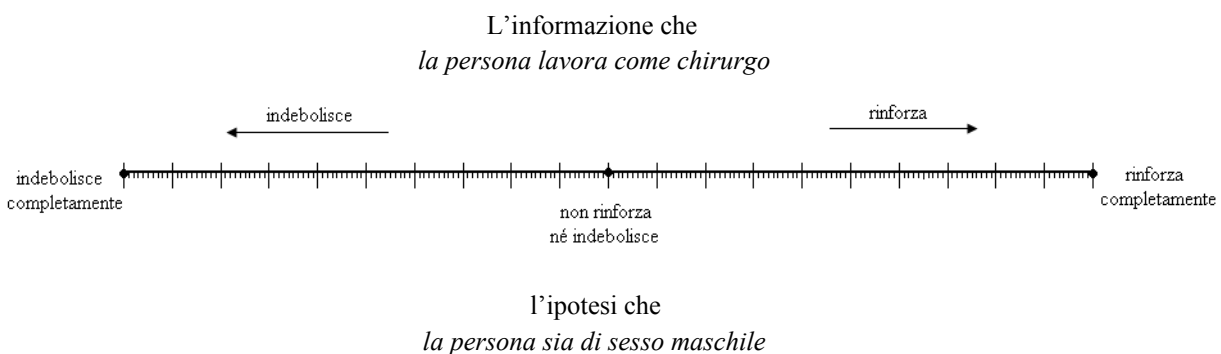 L’informazione che
la persona lavora come chirurgo
indebolisce
rinforza
indebolisce
completamente
non rinforza
né indebolisce
rinforza
completamente
l’ipotesi che
la persona sia di sesso maschile